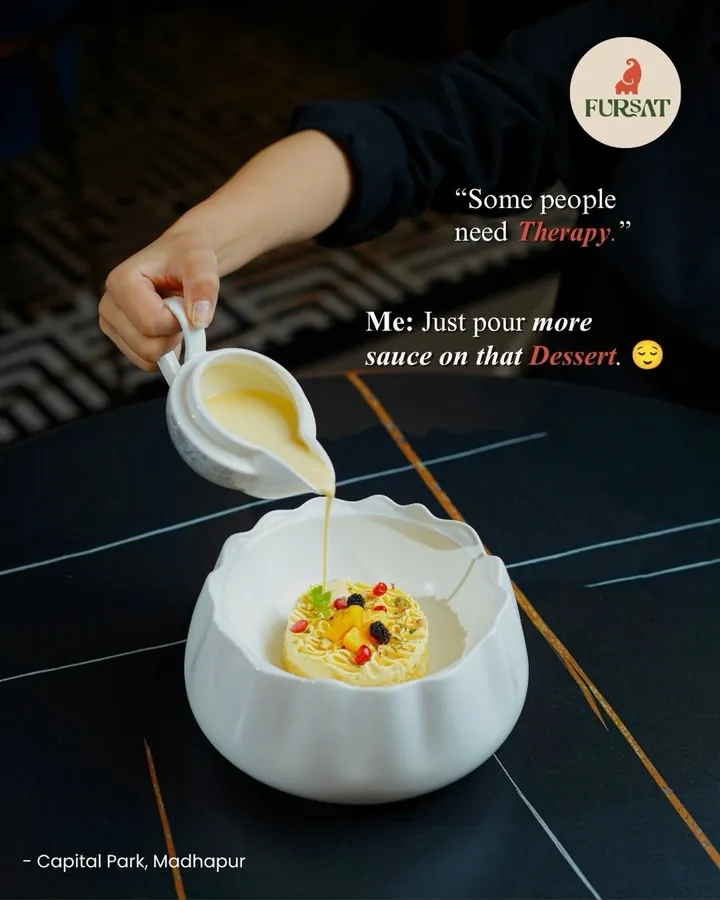 FURSAT
“Some people
need Therapy.”
Me: Just pour more
sauce on that Dessert. 😌
- Capital Park, Madhapur